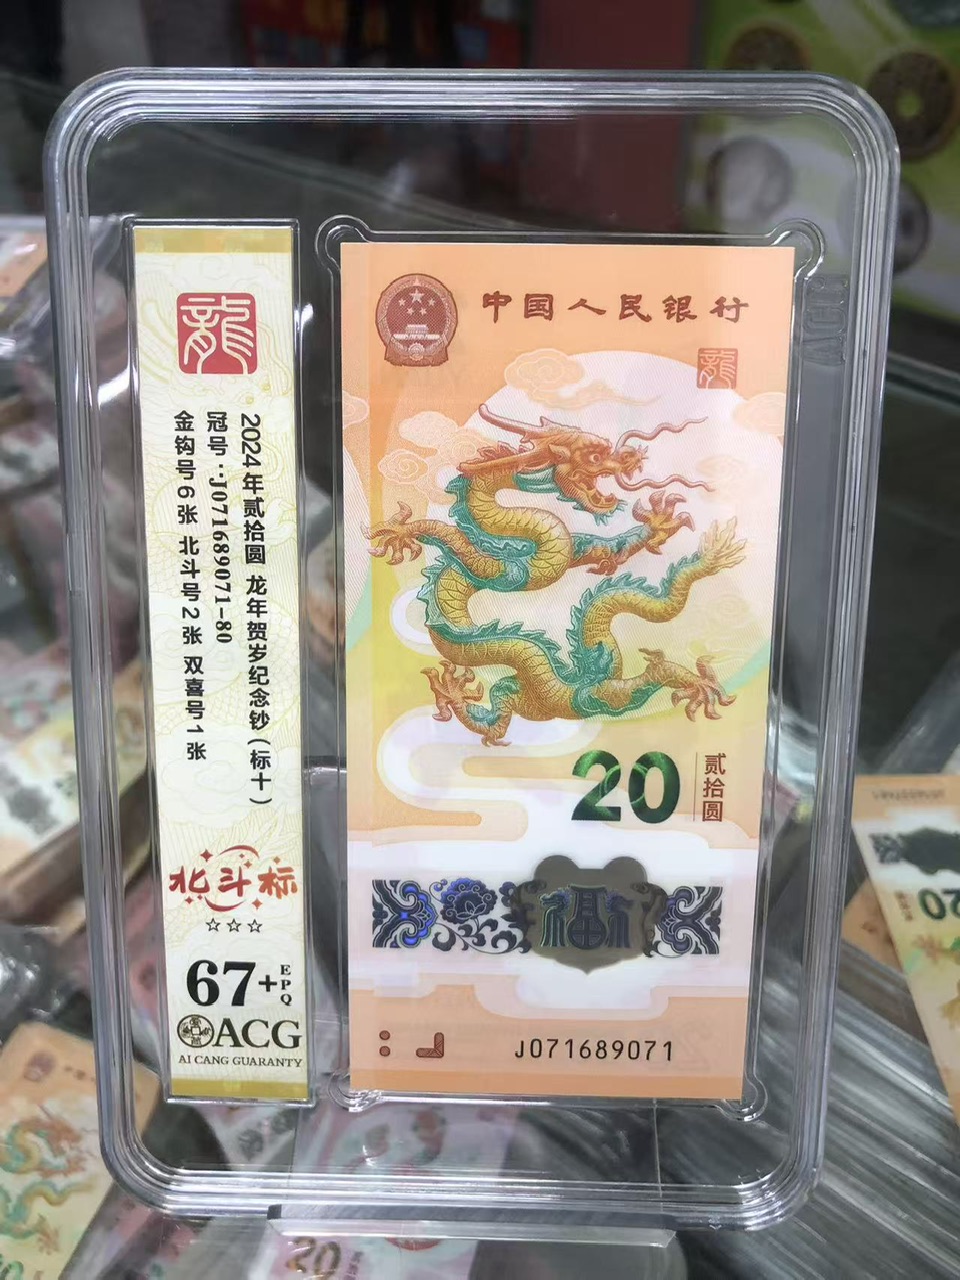 龍
2024年贰拾圆 龙年贺岁纪念钞(标十)
冠号:J071689071-80
金钩号6张 北斗号2张 双喜号1张
北斗标
☆☆☆
67+
EPQ
ACG
AI CANG GUARANTY
中国人民银行
龍
20
贰拾圆
福
J071689071
20
20